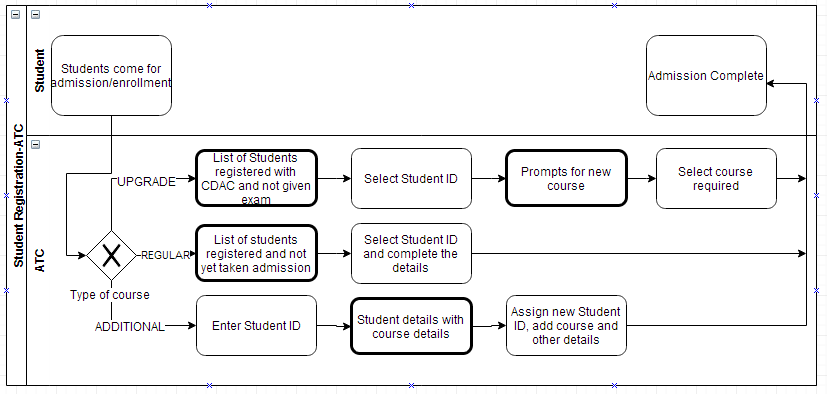 Student Registration-ATC
Student
Students come for
admission/enrollment
Admission Complete
ATC
UPGRADE
List of Students
registered with
CDAC and not given
exam
Select Student ID
Prompts for new
course
Select course
required
REGULAR
List of students
registered and not
yet taken admission
Select Student ID
and complete the
details
Type of course
ADDITIONAL
Enter Student ID
Student details with
course details
Assign new Student
ID, add course and
other details